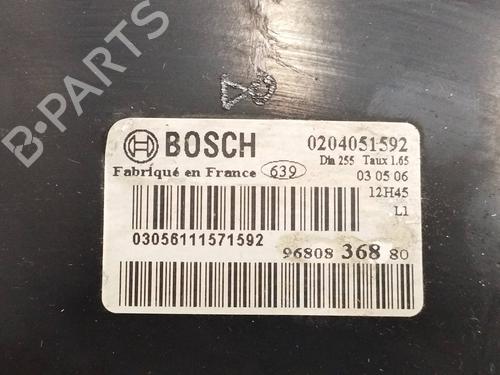 BOSCH 0204051592
Dia 255 Taux 1.65
Fabriqué en France 639 03 05 06
12H45
L1
03056111571592
96808 368 80
B-PARTS